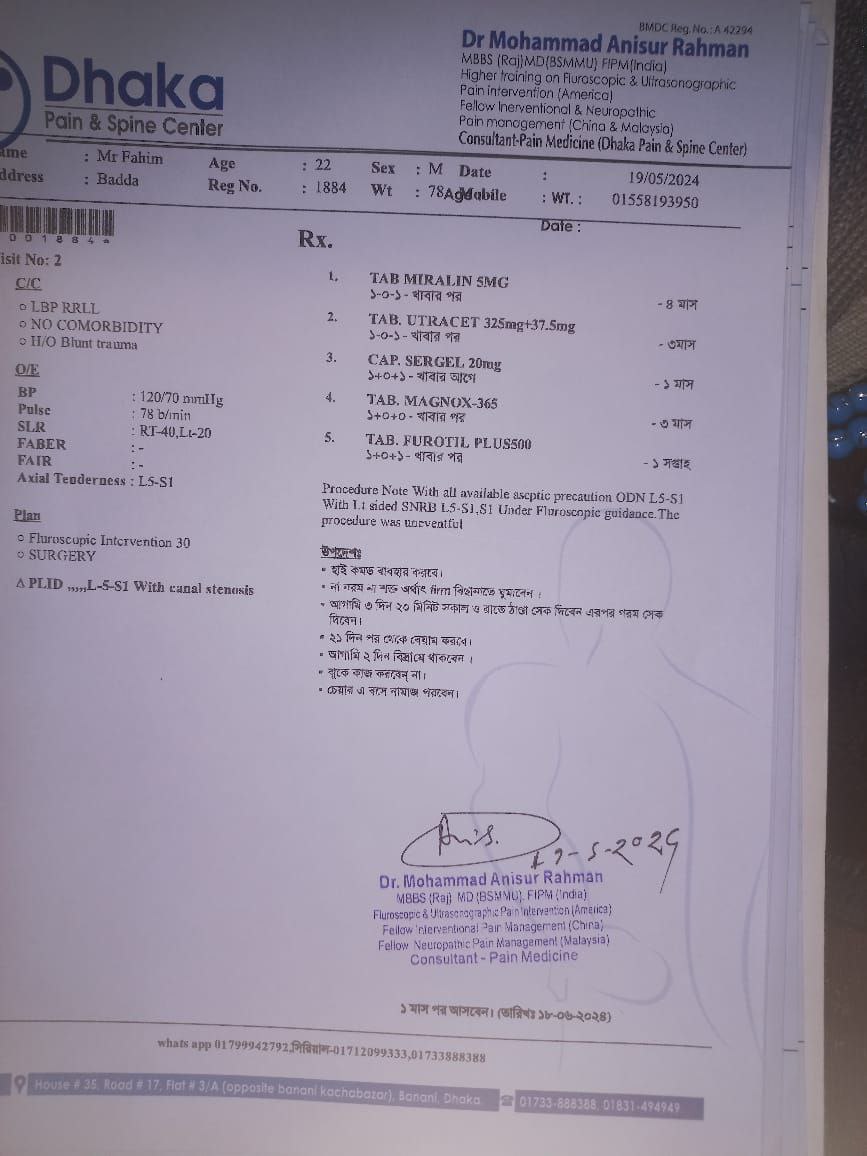 BMDC Reg. No.: A 42294
Dr Mohammad Anisur Rahman
MBBS (Raj)MD(BSMMU) FIPM(India)
Higher training on Fluroscopic & Ultrasonographic
Pain intervention (America)
Fellow Inerventional & Neuropathic
Pain management (China & Malaysia)
Consultant-Pain Medicine (Dhaka Pain & Spine Center)
Dhaka
Pain & Spine Center
ame : Mr Fahim Age : 22 Sex : M Date : 19/05/2024
ddress : Badda Reg No. : 1884 Wt : 78 Mobile : WT. : 01558193950
Date :
001884*
isit No: 2
C/C
LBP RRLL
NO COMORBIDITY
H/O Blunt trauma
O/E
BP : 120/70 mmHg
Pulse : 78 b/min
SLR : RT-40,Lt-20
FABER : -
FAIR : -
Axial Tenderness : L5-S1
Plan
Fluroscopic Intervention 30
SURGERY
Δ PLID ,,,,,L-5-S1 With canal stenosis
Rx.
1. TAB MIRALIN 5MG
১-০-১ - খাবার পর - ৪ মাস
2. TAB. UTRACET 325mg+37.5mg
১-০-১ - খাবার পর - ৩মাস
3. CAP. SERGEL 20mg
১+০+১ - খাবার আগে - ১ মাস
4. TAB. MAGNOX-365
১+০+০ - খাবার পর - ৩ মাস
5. TAB. FUROTIL PLUS500
১+০+১ - খাবার পর - ১ সপ্তাহ
Procedure Note With all available aseptic precaution ODN L5-S1
With Lt sided SNRB L5-S1,S1 Under Fluroscopic guidance.The
procedure was uneventful
উপদেশঃ
• হাই কমড ব্যবহার করবে।
• না নরম না শক্ত অর্থাৎ firm বিছানাতে ঘুমাবেন ।
• আগামি ৩ দিন ২০ মিনিট সকাল ও রাতে ঠান্ডা সেক দিবেন এরপর গরম সেক
দিবেন।
• ২১ দিন পর থেকে ব্যেয়াম করবে।
• আগামি ২ দিন বিশ্রামে থাকবেন ।
• ঝুকে কাজ করবেন্ না।
• চেয়ার এ বসে নামাজ পরবেন।
Anis.
19-5-2024
Dr. Mohammad Anisur Rahman
MBBS (Raj) MD (BSMMU), FIPM (India)
Fluroscopic & Ultrasonographic Pain Intervention (America)
Fellow Interventional Pain Management (China)
Fellow Neuropathic Pain Management (Malaysia)
Consultant - Pain Medicine
১ মাস পর আসবেন। (তারিখঃ ১৮-০৬-২০২৪)
whats app 01799942792,সিরিয়াল-01712099333,01733888388
House # 35, Road # 17, Flat # 3/A (opposite banani kachabazar), Banani, Dhaka. 01733-888388, 01831-494949